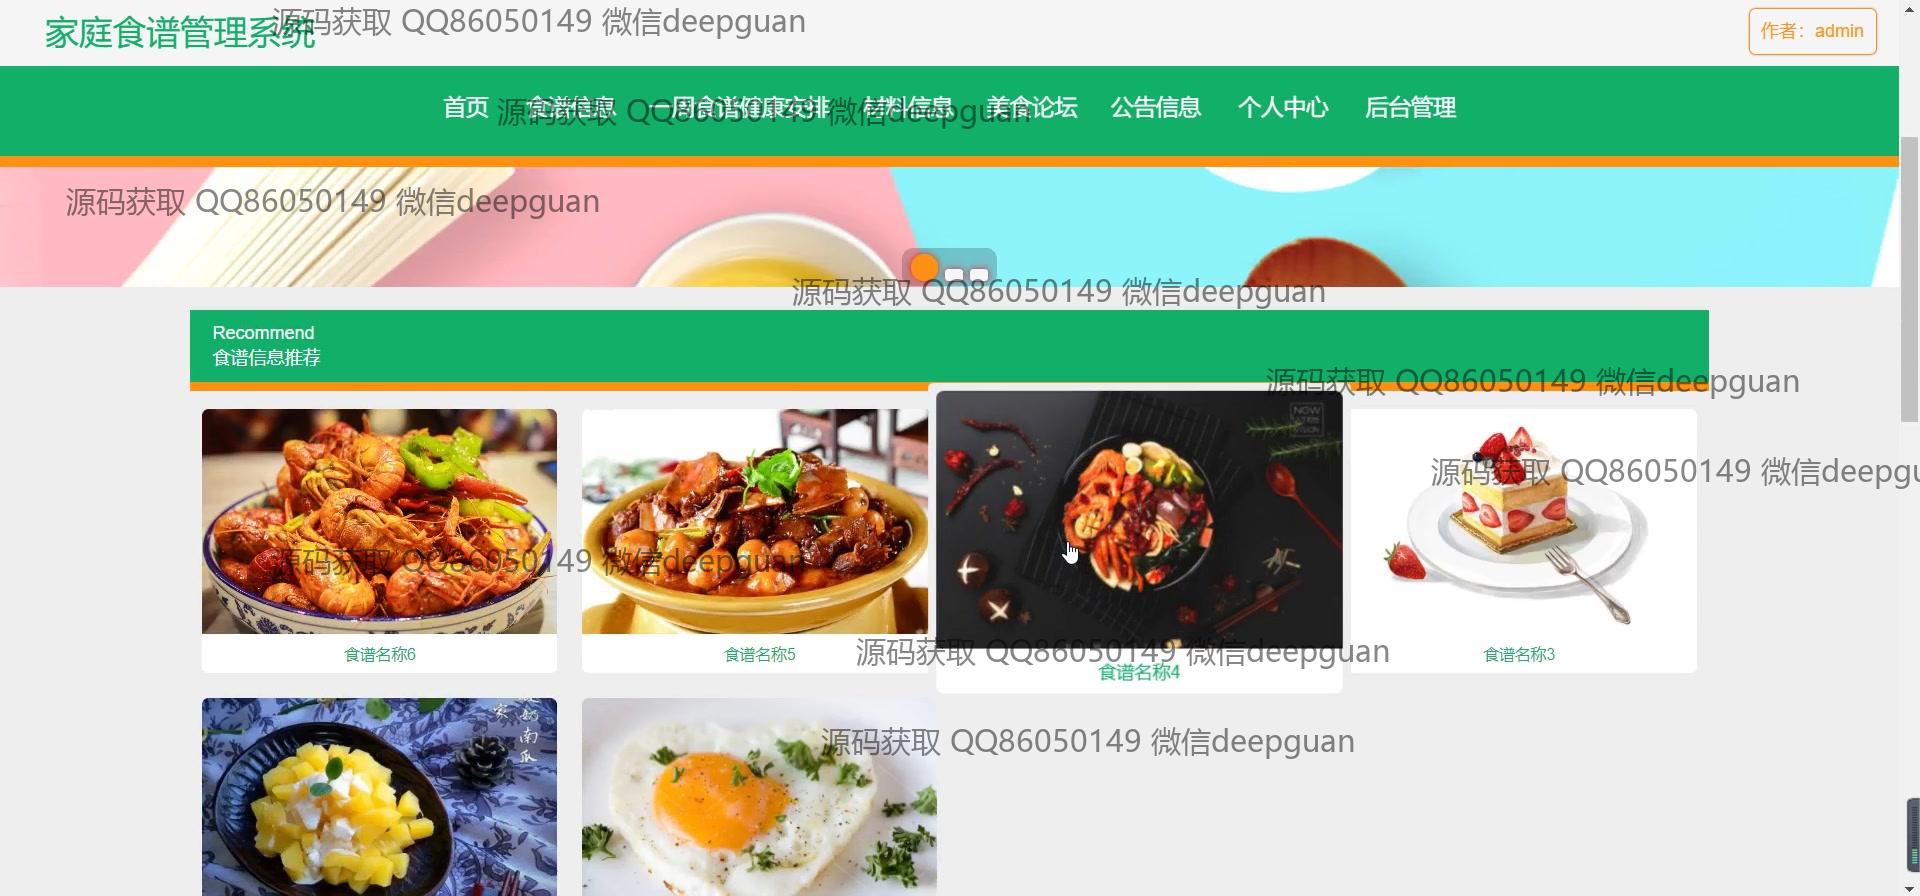 家庭食谱管理系统
源码获取 QQ86050149 微信deepguan
作者：admin
首页 食谱信息 一周食谱健康安排 材料信息 美食论坛 公告信息 个人中心 后台管理
源码获取 QQ86050149 微信deepguan
源码获取 QQ86050149 微信deepguan
源码获取 QQ86050149 微信deepguan
Recommend
食谱信息推荐
源码获取 QQ86050149 微信deepguan
NOW
源码获取 QQ86050149 微信deepgu
源码获取 QQ86050149 微信deepguan
食谱名称6
食谱名称5
源码获取 QQ86050149 微信deepguan
食谱名称4
食谱名称3
南瓜
源码获取 QQ86050149 微信deepguan